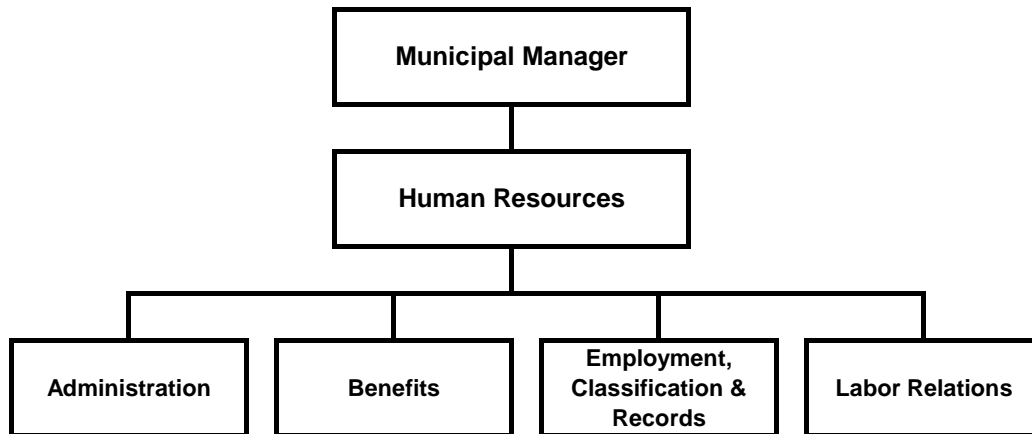 Municipal Manager
Human Resources
Administration
Benefits
Employment,
Classification &
Records
Labor Relations